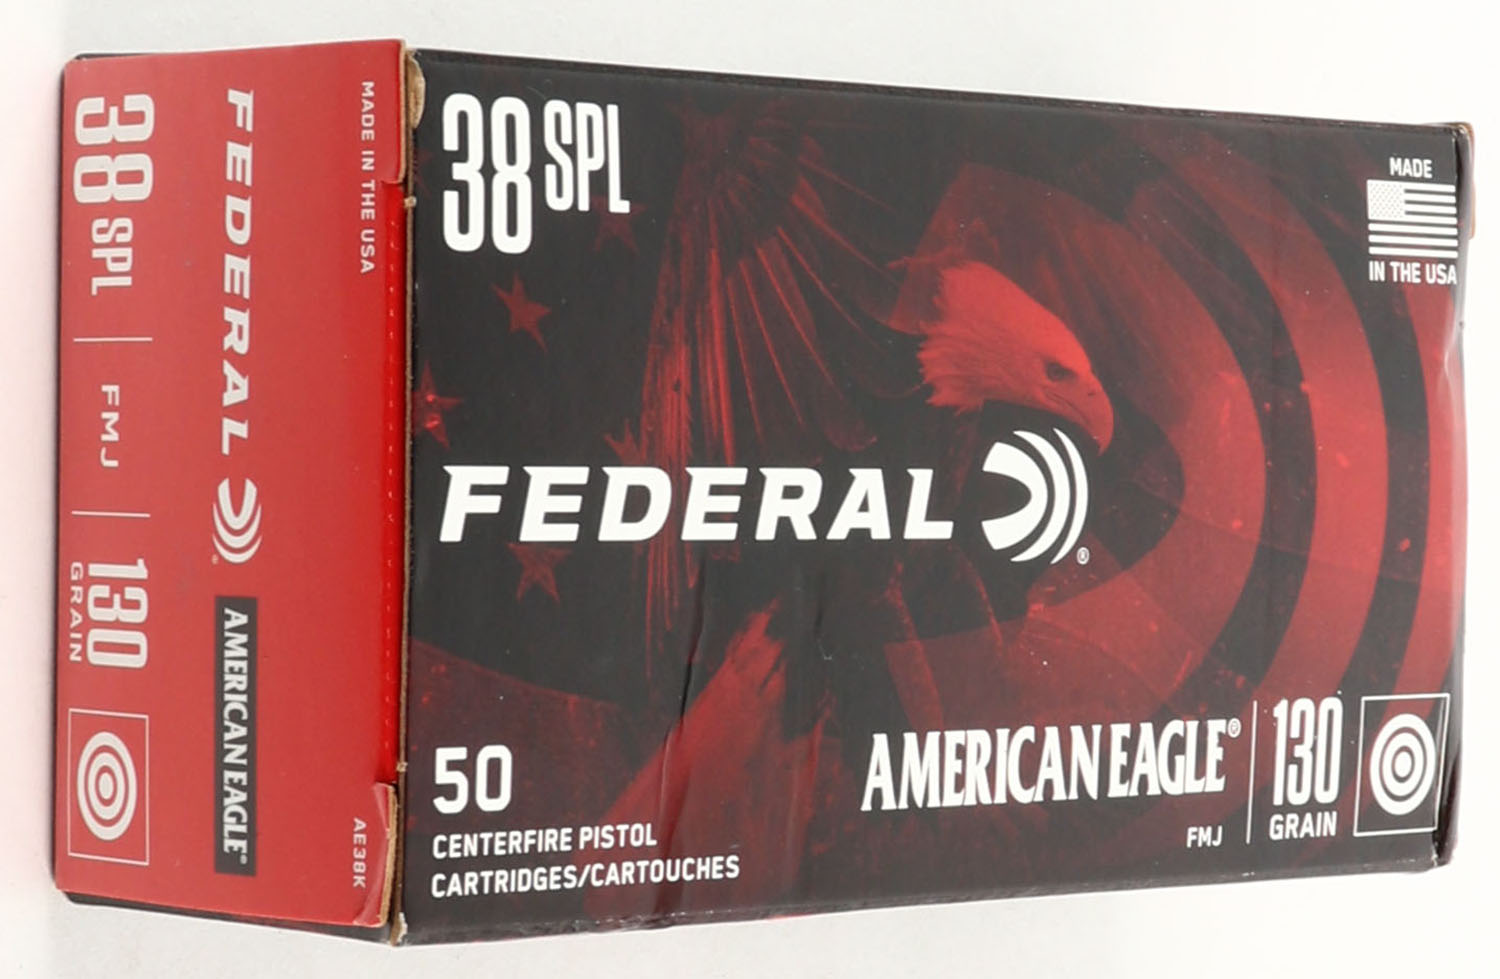 38 SPL
MADE
IN THE USA
FEDERAL®
50
CENTERFIRE PISTOL
CARTRIDGES/CARTOUCHES
AMERICAN EAGLE®
FMJ
130
GRAIN
MADE IN THE USA
AE38K
FEDERAL® AMERICAN EAGLE®
38 SPL FMJ 130
GRAIN